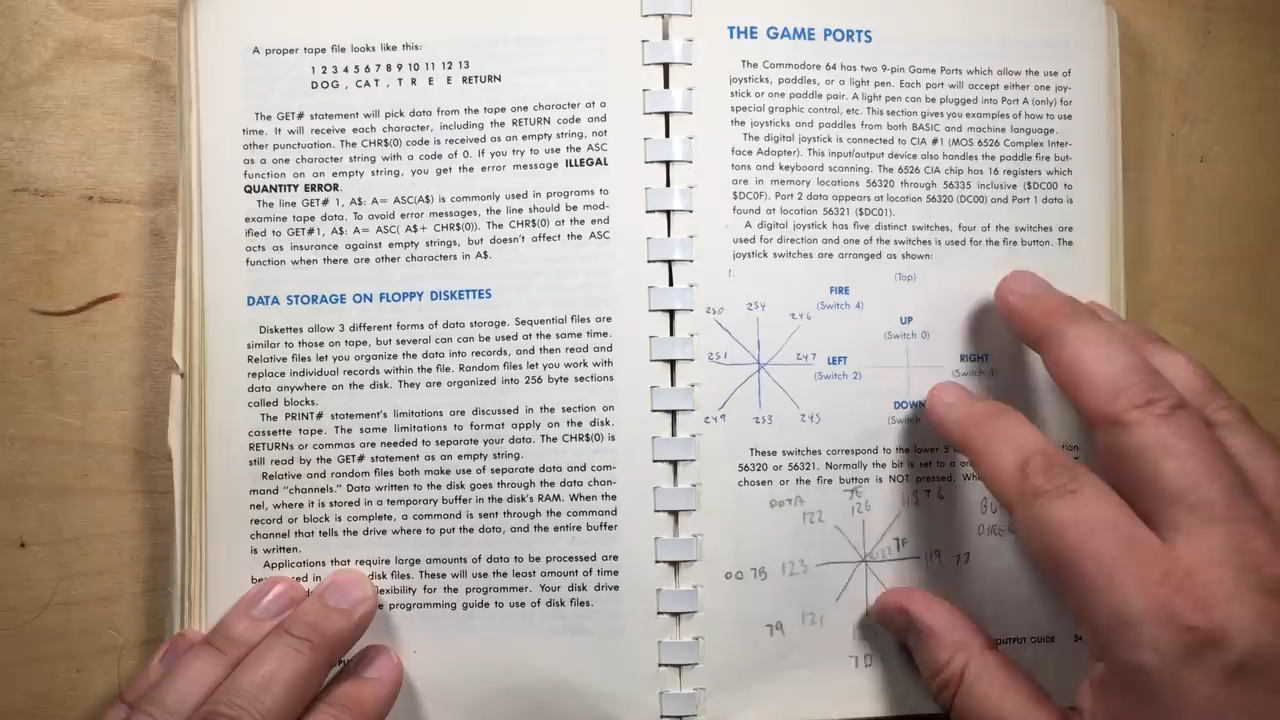 A proper tape file looks like this:
1 2 3 4 5 6 7 8 9 10 11 12 13
D O G , C A T , T R E E RETURN
The GET# statement will pick data from the tape one character at a
time. It will receive each character, including the RETURN code and
other punctuation. The CHR$(0) code is received as an empty string, not
as a one character string with a code of 0. If you try to use the ASC
function on an empty string, you get the error message ILLEGAL
QUANTITY ERROR.
The line GET# 1, A$: A= ASC(A$) is commonly used in programs to
examine tape data. To avoid error messages, the line should be mod-
ified to GET#1, A$: A= ASC( A$+ CHR$(0)). The CHR$(0) at the end
acts as insurance against empty strings, but doesn't affect the ASC
function when there are other characters in A$.
DATA STORAGE ON FLOPPY DISKETTES
Diskettes allow 3 different forms of data storage. Sequential files are
similar to those on tape, but several can can be used at the same time.
Relative files let you organize the data into records, and then read and
replace individual records within the file. Random files let you work with
data anywhere on the disk. They are organized into 256 byte sections
called blocks.
The PRINT# statement's limitations are discussed in the section on
cassette tape. The same limitations to format apply on the disk.
RETURNs or commas are needed to separate your data. The CHR$(0) is
still read by the GET# statement as an empty string.
Relative and random files both make use of separate data and com-
mand "channels." Data written to the disk goes through the data chan-
nel, where it is stored in a temporary buffer in the disk's RAM. When the
record or block is complete, a command is sent through the command
channel that tells the drive where to put the data, and the entire buffer
is written.
Applications that require large amounts of data to be processed are
in disk files. These will use the least amount of time
flexibility for the programmer. Your disk drive
programming guide to use of disk files.
THE GAME PORTS
The Commodore 64 has two 9-pin Game Ports which allow the use of
joysticks, paddles, or a light pen. Each port will accept either one joy-
stick or one paddle pair. A light pen can be plugged into Port A (only) for
special graphic control, etc. This section gives you examples of how to use
the joysticks and paddles from both BASIC and machine language.
The digital joystick is connected to CIA #1 (MOS 6526 Complex Inter-
face Adapter). This input/output device also handles the paddle fire but-
tons and keyboard scanning. The 6526 CIA chip has 16 registers which
are in memory locations 56320 through 56335 inclusive ($DC00 to
$DC0F). Port 2 data appears at location 56320 (DC00) and Port 1 data is
found at location 56321 ($DC01).
A digital joystick has five distinct switches, four of the switches are
used for direction and one of the switches is used for the fire button. The
joystick switches are arranged as shown:
1.
(Top)
FIRE
(Switch 4)
UP
(Switch 0)
LEFT
(Switch 2)
RIGHT
(Switch
DOWN
(Switch
250 254 246
251 247
249 253 245
These switches correspond to the lower 5
56320 or 56321. Normally the bit is set to a
chosen or the fire button is NOT pressed.
007A 7E
122 126
7F
007B 123 119 77
79 121
7D
OUTPUT GUIDE